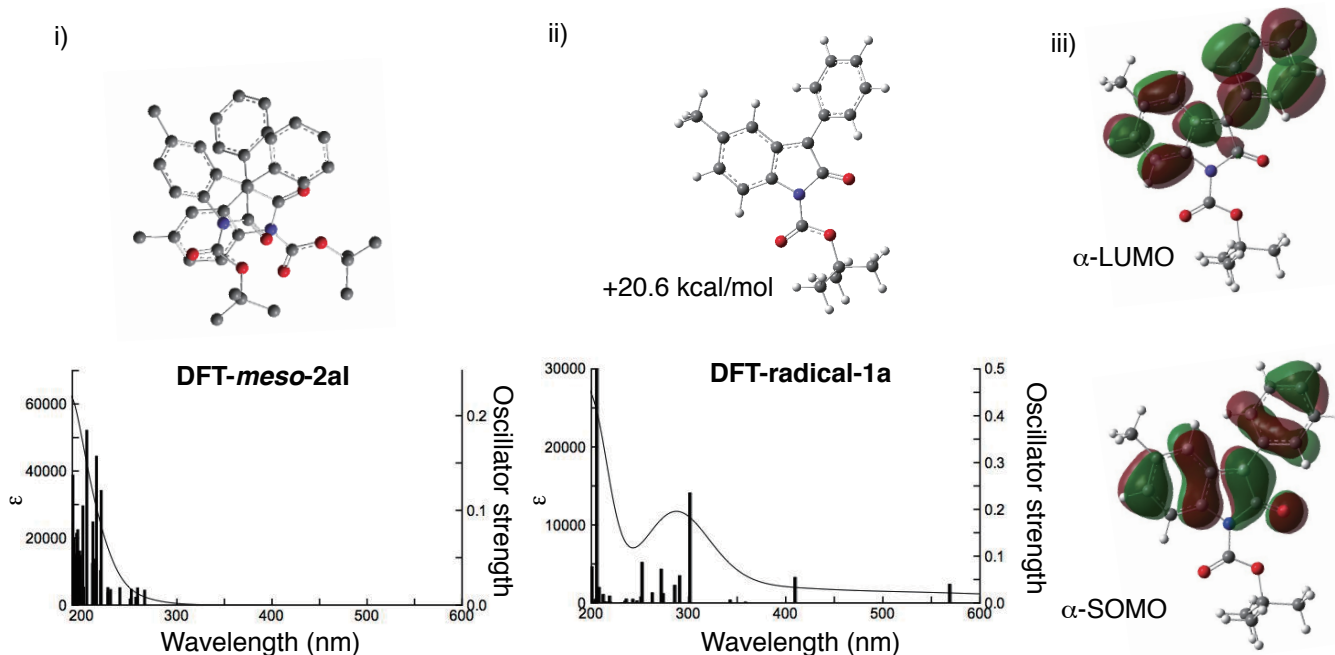 i)
ii)
iii)
+20.6 kcal/mol
α-LUMO
DFT-meso-2al
60000
40000
20000
0
ε
0.2
0.1
0.0
Oscillator strength
200
300
400
500
600
Wavelength (nm)
DFT-radical-1a
30000
20000
10000
0
ε
0.5
0.4
0.3
0.2
0.1
0.0
Oscillator strength
200
300
400
500
600
Wavelength (nm)
α-SOMO